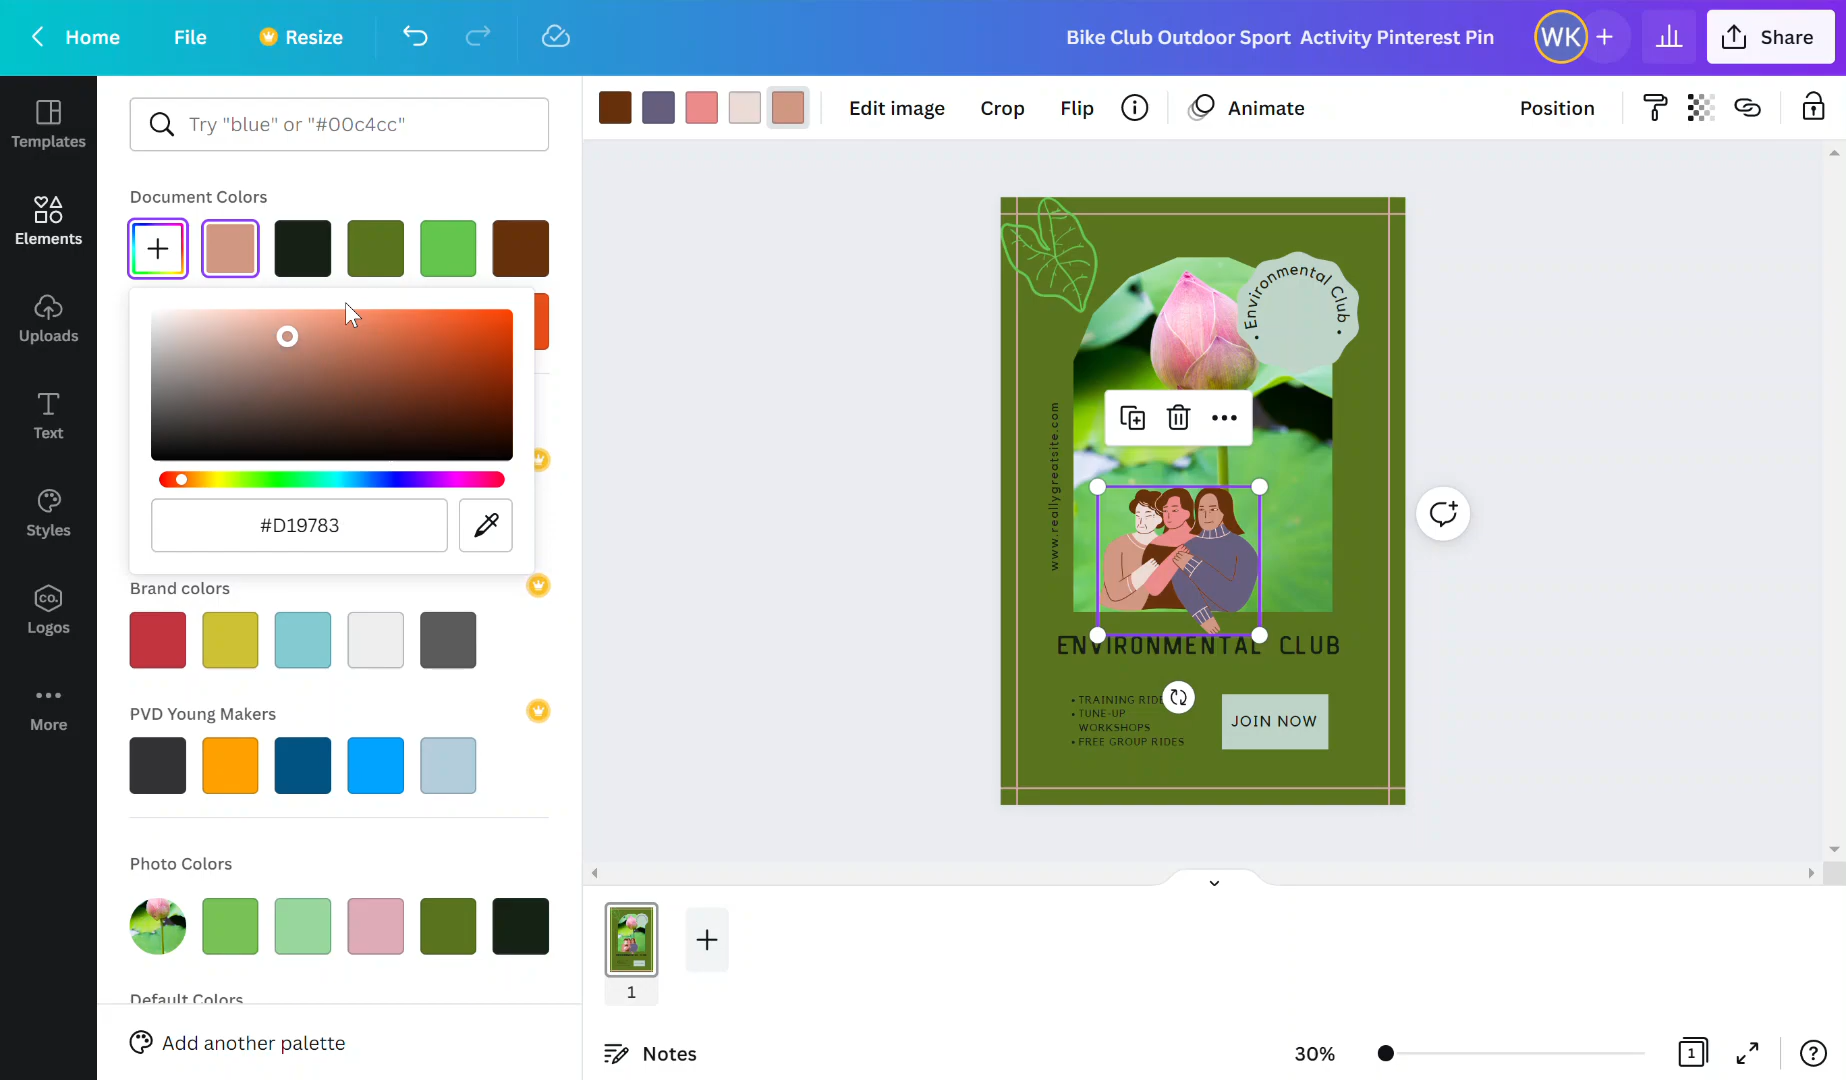 Home
File
Resize
Bike Club Outdoor Sport Activity Pinterest Pin
WK
Share
Templates
Elements
Uploads
Text
Styles
CO.
Logos
More
Try "blue" or "#00c4cc"
Document Colors
#D19783
Brand colors
PVD Young Makers
Photo Colors
Default Colors
Add another palette
Edit image
Crop
Flip
Animate
Position
• Environmental Club •
www.reallygreatsite.com
ENVIRONMENTAL CLUB
• TRAINING RIDE
• TUNE-UP
WORKSHOPS
• FREE GROUP RIDES
JOIN NOW
1
Notes
30%
1
?